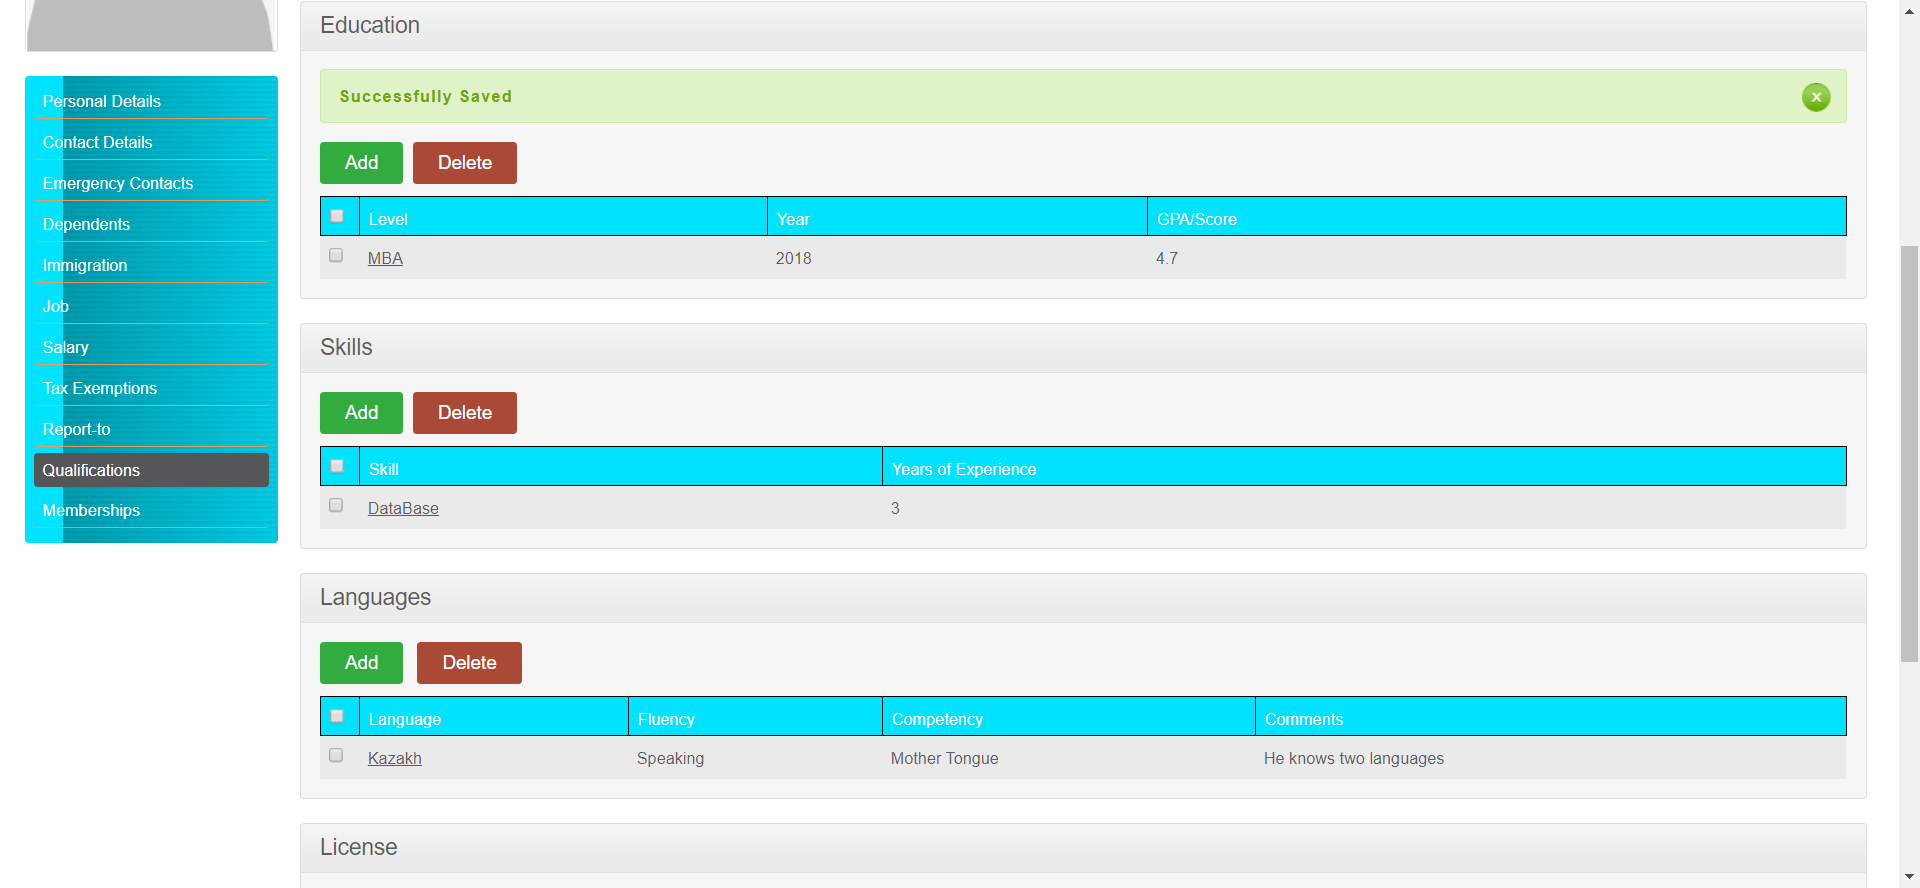 Personal Details
Contact Details
Emergency Contacts
Dependents
Immigration
Job
Salary
Tax Exemptions
Report-to
Qualifications
Memberships
Education
Successfully Saved
x
Add Delete
Level Year GPA/Score
MBA 2018 4.7
Skills
Add Delete
Skill Years of Experience
DataBase 3
Languages
Add Delete
Language Fluency Competency Comments
Kazakh Speaking Mother Tongue He knows two languages
License